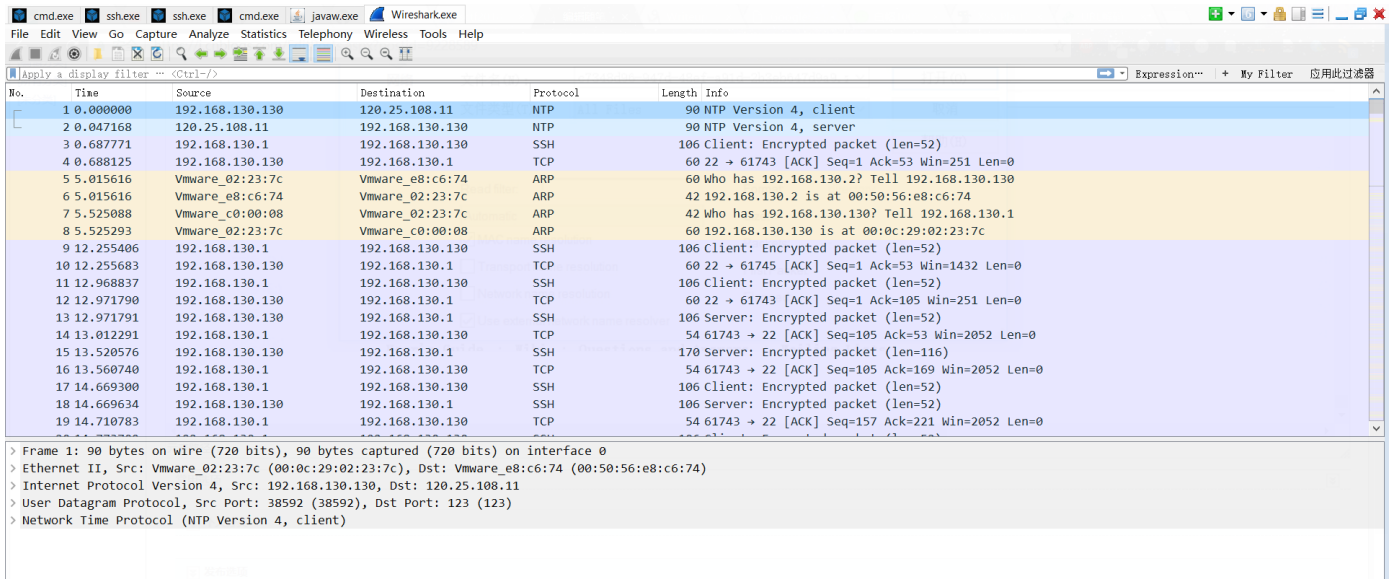 cmd.exe ssh.exe ssh.exe cmd.exe javaw.exe Wireshark.exe
File Edit View Go Capture Analyze Statistics Telephony Wireless Tools Help
Apply a display filter … <Ctrl-/> Expression… + My Filter 应用此过滤器
No. Time Source Destination Protocol Length Info
1 0.000000 192.168.130.130 120.25.108.11 NTP 90 NTP Version 4, client
2 0.047168 120.25.108.11 192.168.130.130 NTP 90 NTP Version 4, server
3 0.687771 192.168.130.1 192.168.130.130 SSH 106 Client: Encrypted packet (len=52)
4 0.688125 192.168.130.130 192.168.130.1 TCP 60 22 → 61743 [ACK] Seq=1 Ack=53 Win=251 Len=0
5 5.015616 Vmware_02:23:7c Vmware_e8:c6:74 ARP 60 Who has 192.168.130.2? Tell 192.168.130.130
6 5.015616 Vmware_e8:c6:74 Vmware_02:23:7c ARP 42 192.168.130.2 is at 00:50:56:e8:c6:74
7 5.525088 Vmware_c0:00:08 Vmware_02:23:7c ARP 42 Who has 192.168.130.130? Tell 192.168.130.1
8 5.525293 Vmware_02:23:7c Vmware_c0:00:08 ARP 60 192.168.130.130 is at 00:0c:29:02:23:7c
9 12.255406 192.168.130.1 192.168.130.130 SSH 106 Client: Encrypted packet (len=52)
10 12.255683 192.168.130.130 192.168.130.1 TCP 60 22 → 61745 [ACK] Seq=1 Ack=53 Win=1432 Len=0
11 12.968837 192.168.130.1 192.168.130.130 SSH 106 Client: Encrypted packet (len=52)
12 12.971790 192.168.130.130 192.168.130.1 TCP 60 22 → 61743 [ACK] Seq=1 Ack=105 Win=251 Len=0
13 12.971791 192.168.130.130 192.168.130.1 SSH 106 Server: Encrypted packet (len=52)
14 13.012291 192.168.130.1 192.168.130.130 TCP 54 61743 → 22 [ACK] Seq=105 Ack=53 Win=2052 Len=0
15 13.520576 192.168.130.130 192.168.130.1 SSH 170 Server: Encrypted packet (len=116)
16 13.560740 192.168.130.1 192.168.130.130 TCP 54 61743 → 22 [ACK] Seq=105 Ack=169 Win=2052 Len=0
17 14.669300 192.168.130.1 192.168.130.130 SSH 106 Client: Encrypted packet (len=52)
18 14.669634 192.168.130.130 192.168.130.1 SSH 106 Server: Encrypted packet (len=52)
19 14.710783 192.168.130.1 192.168.130.130 TCP 54 61743 → 22 [ACK] Seq=157 Ack=221 Win=2052 Len=0
Frame 1: 90 bytes on wire (720 bits), 90 bytes captured (720 bits) on interface 0
Ethernet II, Src: Vmware_02:23:7c (00:0c:29:02:23:7c), Dst: Vmware_e8:c6:74 (00:50:56:e8:c6:74)
Internet Protocol Version 4, Src: 192.168.130.130, Dst: 120.25.108.11
User Datagram Protocol, Src Port: 38592 (38592), Dst Port: 123 (123)
Network Time Protocol (NTP Version 4, client)